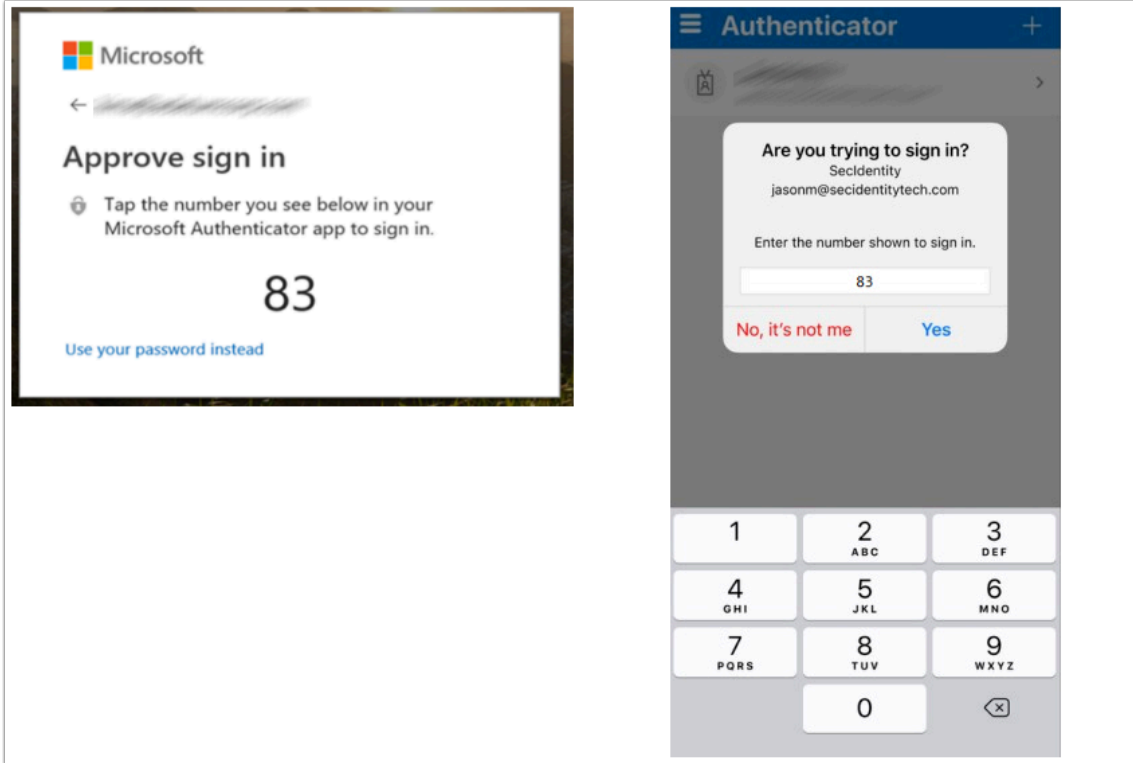 Microsoft
Approve sign in
Tap the number you see below in your
Microsoft Authenticator app to sign in.
83
Use your password instead
Authenticator
Are you trying to sign in?
SecIdentity
jasonm@secidentitytech.com
Enter the number shown to sign in.
83
No, it's not me Yes
1 2 3
ABC DEF
4 5 6
GHI JKL MNO
7 8 9
PQRS TUV WXYZ
0